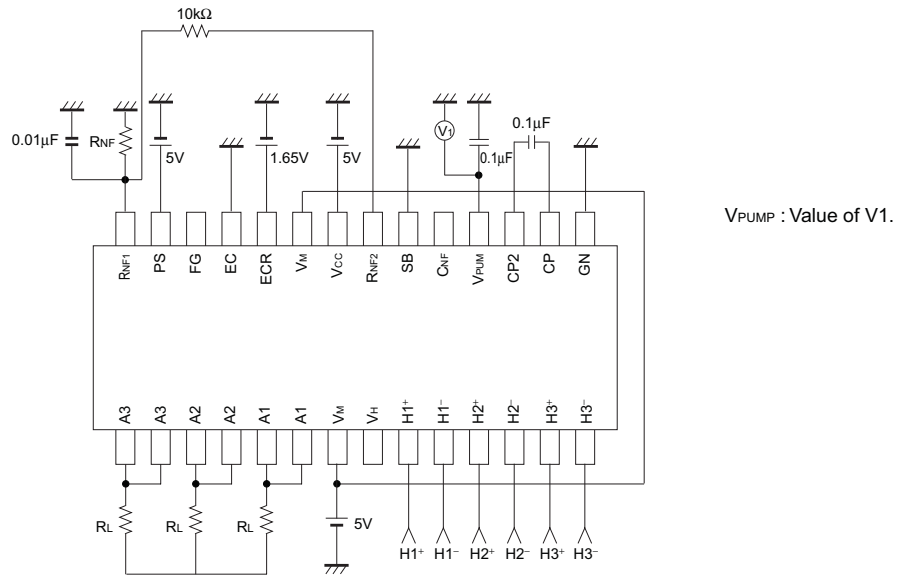 10kΩ
0.01μF
RNF
5V
1.65V
5V
V1
0.1μF
0.1μF
VPUMP : Value of V1.
RNF1 PS FG EC ECR VM VCC RNF2 SB CNF VPUM CP2 CP GN
A3 A3 A2 A2 A1 A1 VM VH H1+ H1− H2+ H2− H3+ H3−
RL RL RL 5V
H1+ H1− H2+ H2− H3+ H3−